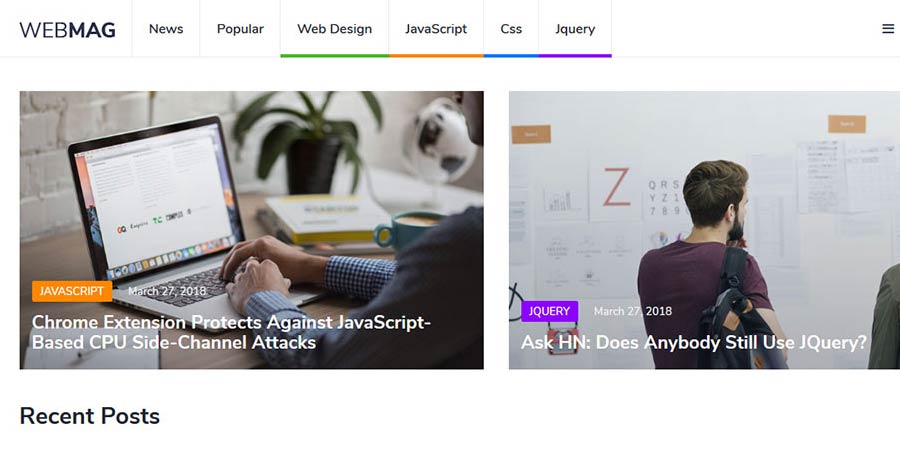 WEBMAG
News
Popular
Web Design
JavaScript
Css
Jquery
Z
QRS
JAVASCRIPT
March 27, 2018
Chrome Extension Protects Against JavaScript-
Based CPU Side-Channel Attacks
JQUERY
March 27, 2018
Ask HN: Does Anybody Still Use JQuery?
Recent Posts